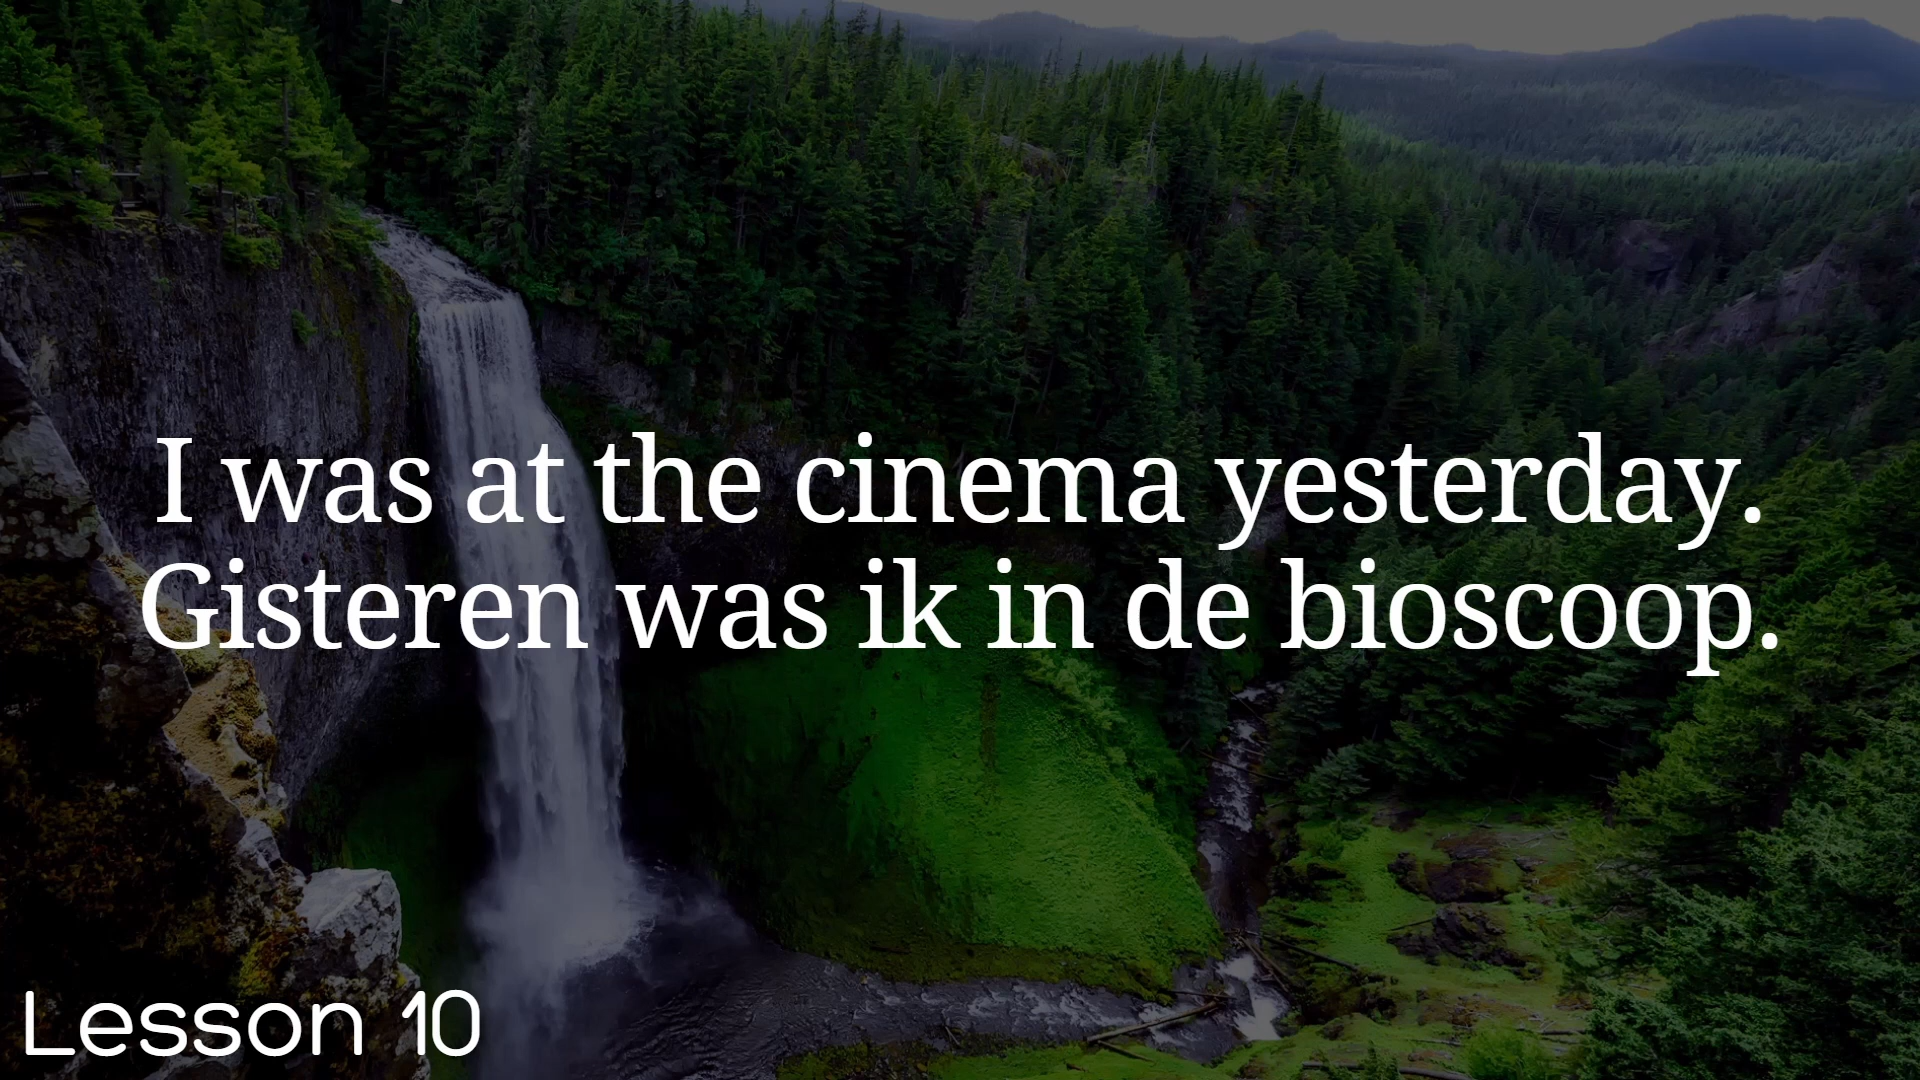 I was at the cinema yesterday.
Gisteren was ik in de bioscoop.
Lesson 10